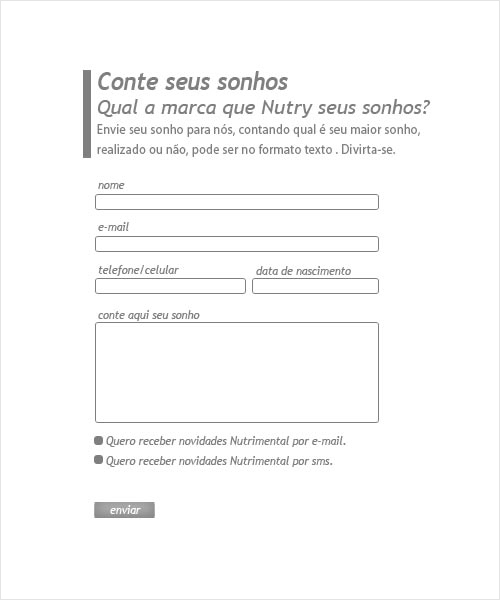 Conte seus sonhos
Qual a marca que Nutry seus sonhos?
Envie seu sonho para nós, contando qual é seu maior sonho,
realizado ou não, pode ser no formato texto . Divirta-se.
nome
e-mail
telefone/celular
data de nascimento
conte aqui seu sonho
Quero receber novidades Nutrimental por e-mail.
Quero receber novidades Nutrimental por sms.
enviar